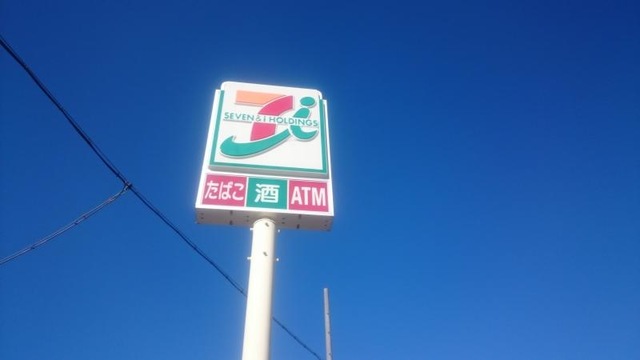 SEVEN & i HOLDINGS
たばこ 酒 ATM